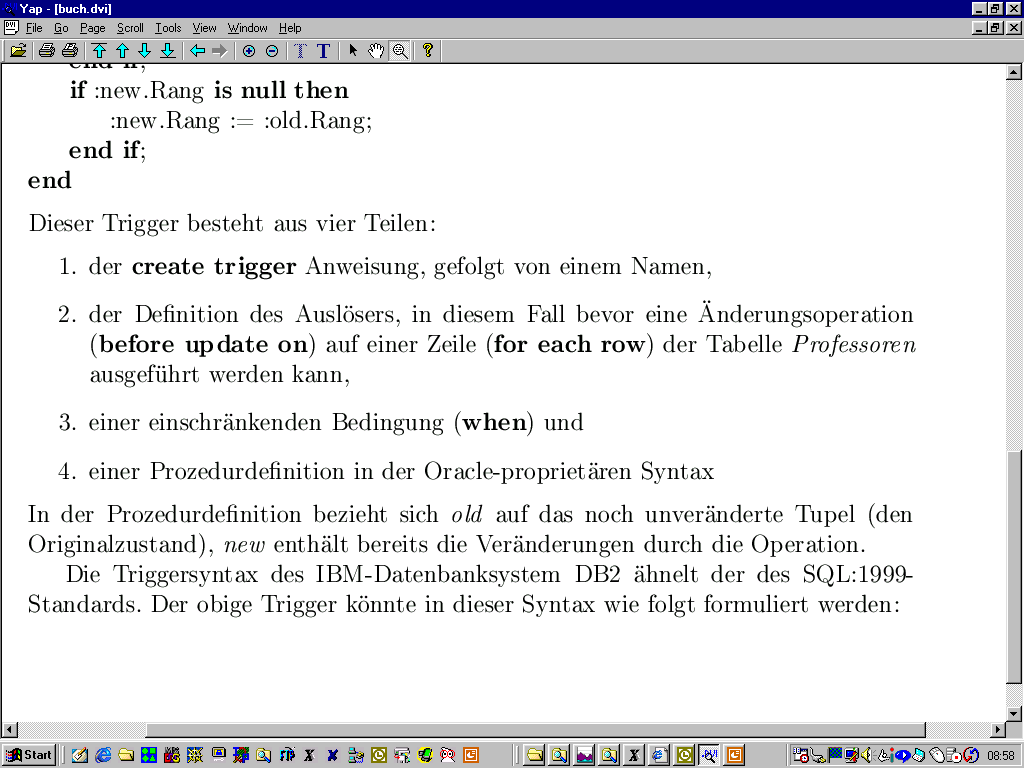 Yap - [buch.dvi]
File Go Page Scroll Tools View Window Help
end if;
if :new.Rang is null then
:new.Rang := :old.Rang;
end if;
end
Dieser Trigger besteht aus vier Teilen:
1. der create trigger Anweisung, gefolgt von einem Namen,
2. der Definition des Auslösers, in diesem Fall bevor eine Änderungsoperation
(before update on) auf einer Zeile (for each row) der Tabelle Professoren
ausgeführt werden kann,
3. einer einschränkenden Bedingung (when) und
4. einer Prozedurdefinition in der Oracle-proprietären Syntax
In der Prozedurdefinition bezieht sich old auf das noch unveränderte Tupel (den
Originalzustand), new enthält bereits die Veränderungen durch die Operation.
Die Triggersyntax des IBM-Datenbanksystem DB2 ähnelt der des SQL:1999-
Standards. Der obige Trigger könnte in dieser Syntax wie folgt formuliert werden:
Start 08:58